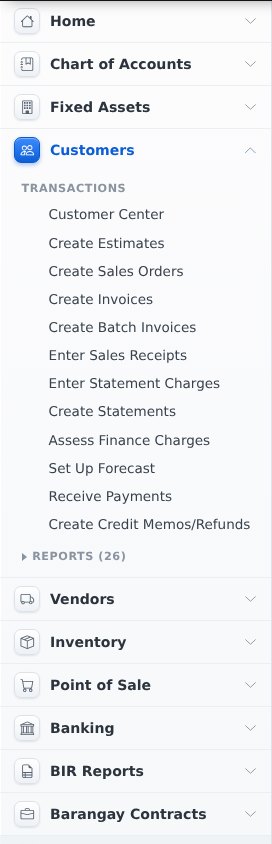 Home
Chart of Accounts
Fixed Assets
Customers
TRANSACTIONS
Customer Center
Create Estimates
Create Sales Orders
Create Invoices
Create Batch Invoices
Enter Sales Receipts
Enter Statement Charges
Create Statements
Assess Finance Charges
Set Up Forecast
Receive Payments
Create Credit Memos/Refunds
REPORTS (26)
Vendors
Inventory
Point of Sale
Banking
BIR Reports
Barangay Contracts